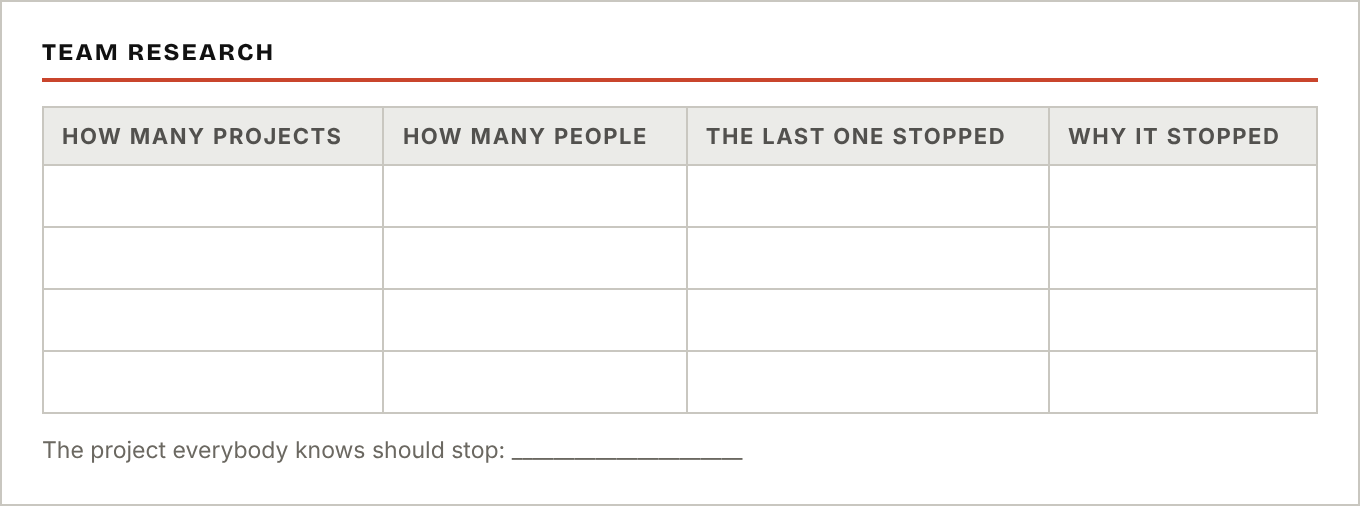 TEAM RESEARCH
HOW MANY PROJECTS HOW MANY PEOPLE THE LAST ONE STOPPED WHY IT STOPPED
The project everybody knows should stop: ______________________